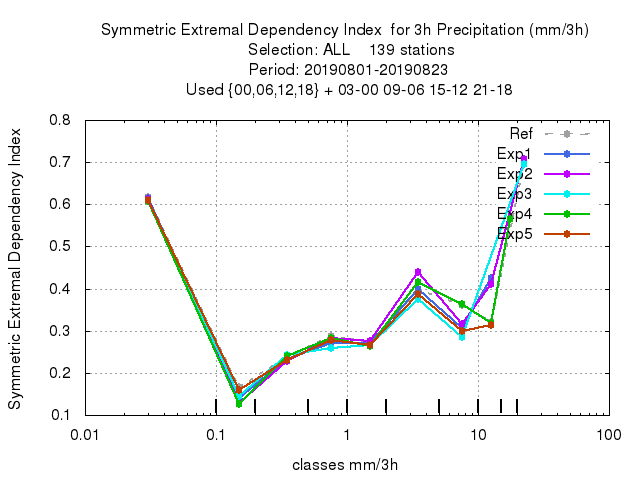 Symmetric Extremal Dependency Index  for 3h Precipitation (mm/3h)
Selection: ALL    139 stations
Period: 20190801-20190823
Used {00,06,12,18} + 03-00 09-06 15-12 21-18
Symmetric Extremal Dependency Index
0.8
0.7
0.6
0.5
0.4
0.3
0.2
0.1
Ref
Exp1
Exp2
Exp3
Exp4
Exp5
0.01 0.1 1 10 100
classes mm/3h